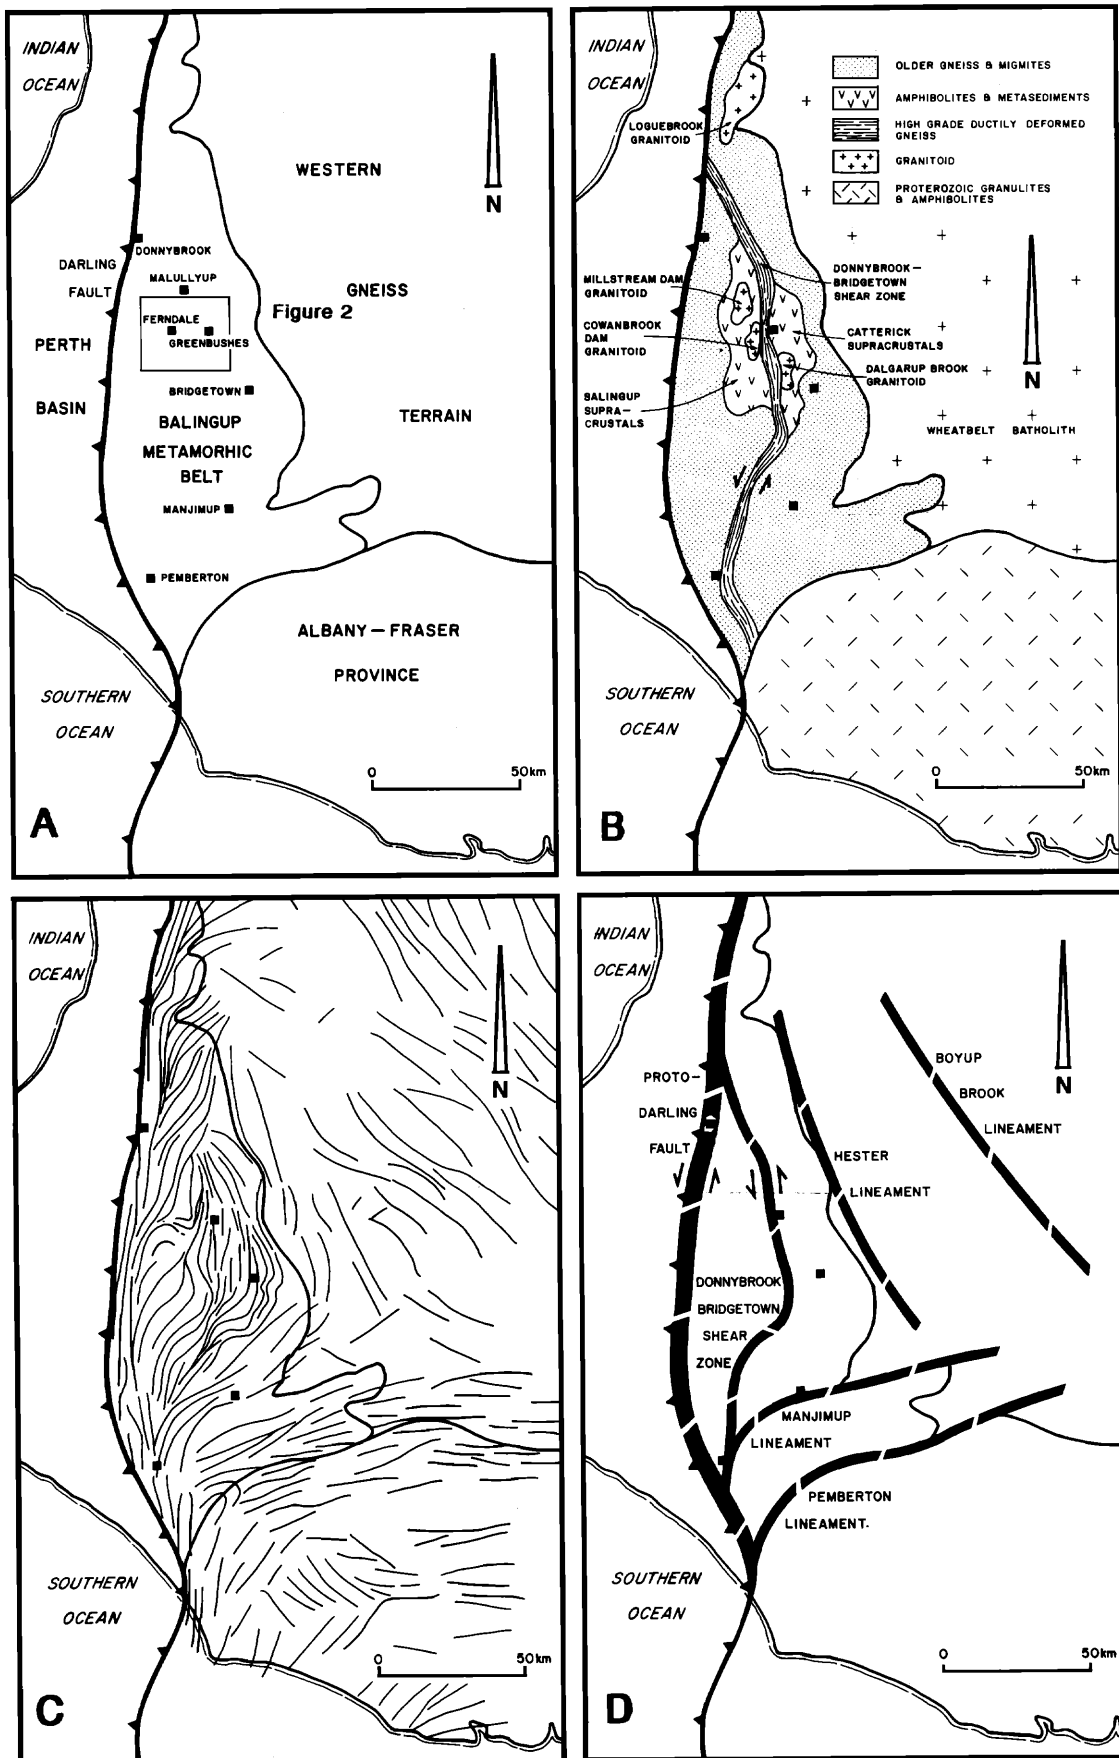 INDIAN
OCEAN
WESTERN
N
DONNYBROOK
DARLING
FAULT
MALULLYUP
GNEISS
Figure 2
FERNDALE
GREENBUSHES
PERTH
BASIN
BRIDGETOWN
BALINGUP
METAMORHIC
BELT
TERRAIN
MANJIMUP
PEMBERTON
ALBANY – FRASER
PROVINCE
SOUTHERN
OCEAN
0 50km
A
INDIAN
OCEAN
OLDER GNEISS & MIGMITES
AMPHIBOLITES & METASEDIMENTS
HIGH GRADE DUCTILY DEFORMED
GNEISS
GRANITOID
PROTEROZOIC GRANULITES
& AMPHIBOLITES
LOGUEBROOK
GRANITOID
N
MILLSTREAM DAM
GRANITOID
DONNYBROOK –
BRIDGETOWN
SHEAR ZONE
COWANBROOK
DAM
GRANITOID
CATTERICK
SUPRACRUSTALS
DALGARUP BROOK
GRANITOID
BALINGUP
SUPRA –
CRUSTALS
WHEATBELT BATHOLITH
SOUTHERN
OCEAN
0 50km
B
INDIAN
OCEAN
N
SOUTHERN
OCEAN
0 50km
C
INDIAN
OCEAN
N
BOYUP
BROOK
LINEAMENT
PROTO –
DARLING
FAULT
HESTER
LINEAMENT
DONNYBROOK
BRIDGETOWN
SHEAR
ZONE
MANJIMUP
LINEAMENT
PEMBERTON
LINEAMENT.
SOUTHERN
OCEAN
0 50km
D